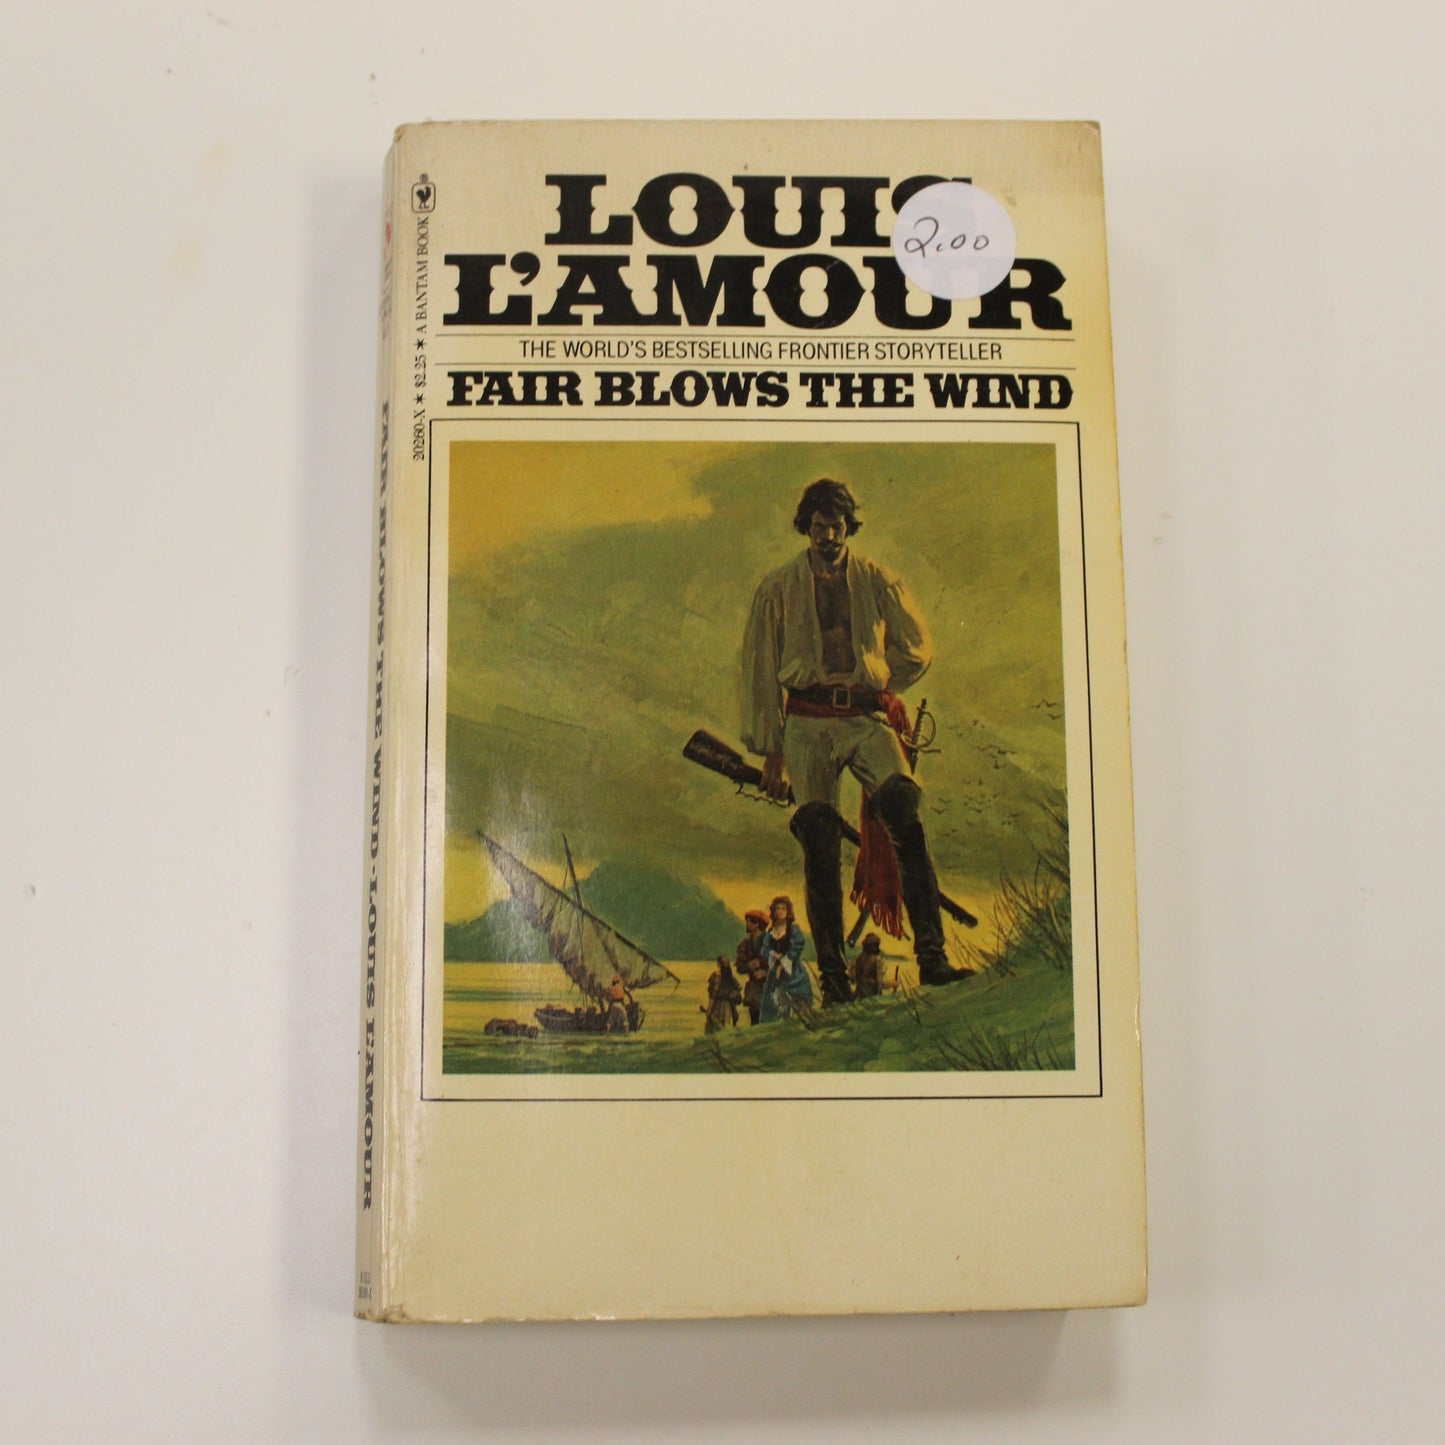 LOUIS
L'AMOUR
2.00
THE WORLD'S BESTSELLING FRONTIER STORYTELLER
FAIR BLOWS THE WIND
20260-X * $2.25 * A BANTAM BOOK
FAIR BLOWS THE WIND · LOUIS L'AMOUR